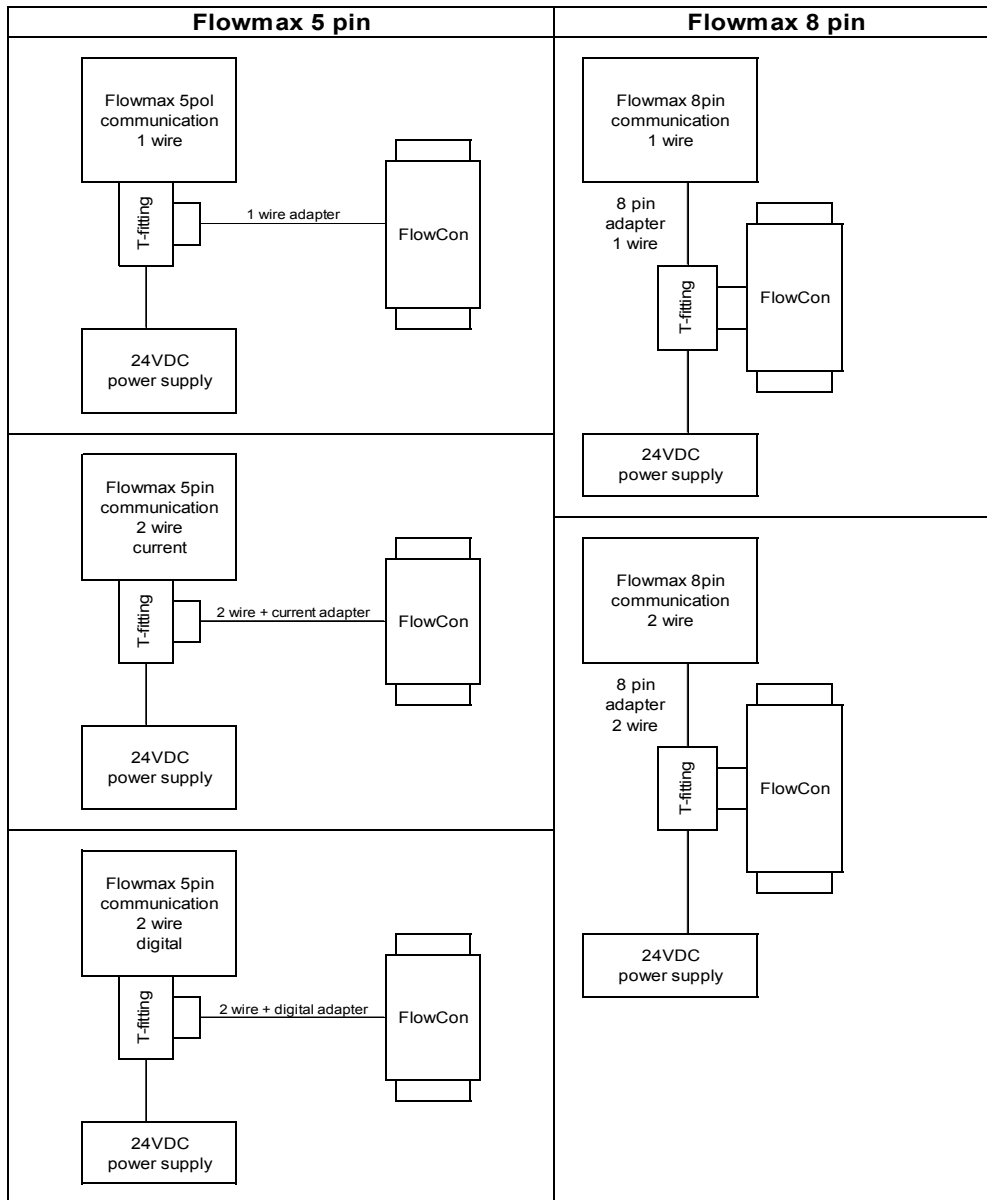 Flowmax 5 pin
Flowmax 5pol
communication
1 wire
T-fitting
1 wire adapter
FlowCon
24VDC
power supply
Flowmax 5pin
communication
2 wire
current
T-fitting
2 wire + current adapter
FlowCon
24VDC
power supply
Flowmax 5pin
communication
2 wire
digital
T-fitting
2 wire + digital adapter
FlowCon
24VDC
power supply
Flowmax 8 pin
Flowmax 8pin
communication
1 wire
8 pin
adapter
1 wire
T-fitting
FlowCon
24VDC
power supply
Flowmax 8pin
communication
2 wire
8 pin
adapter
2 wire
T-fitting
FlowCon
24VDC
power supply